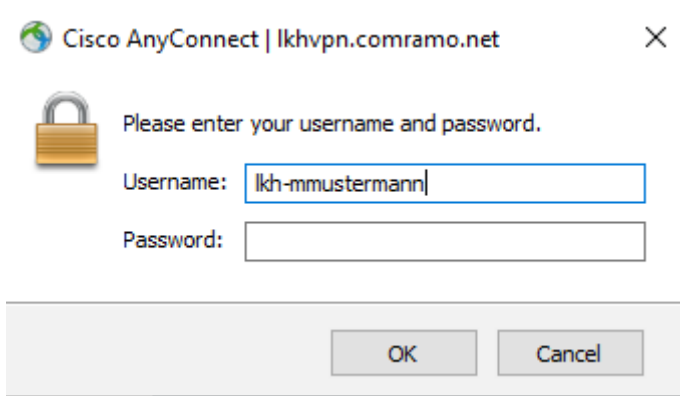 Cisco AnyConnect | lkhvpn.comramo.net
Please enter your username and password.
Username: lkh-mmustermann
Password:
OK Cancel